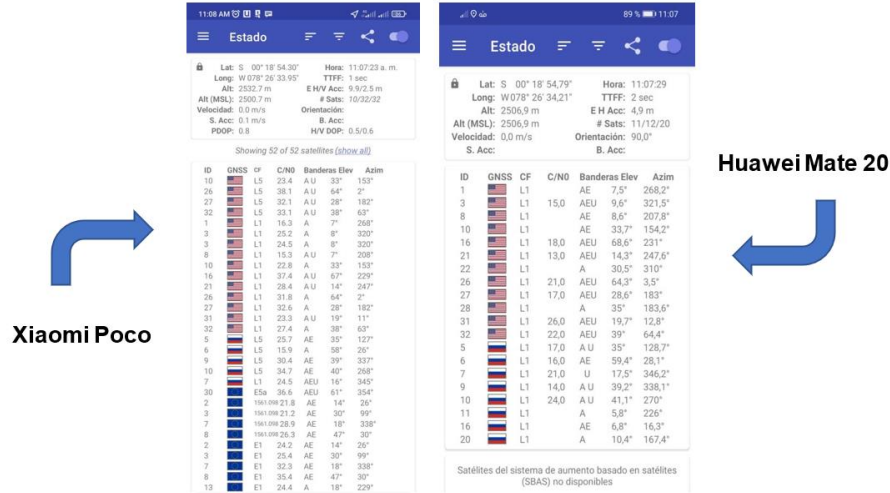 11:08 AM
Estado
Lat: S 00° 18' 54.30" Hora: 11:07:23 a. m.
Long: W 078° 26' 33.95" TTFF: 1 sec
Alt: 2532.7 m E H/V Acc: 9.9/2.5 m
Alt (MSL): 2500.7 m # Sats: 10/32/32
Velocidad: 0.0 m/s Orientación:
S. Acc: 0.1 m/s B. Acc:
PDOP: 0.8 H/V DOP: 0.5/0.6
Showing 52 of 52 satellites (show all)
ID GNSS CF C/N0 Banderas Elev Azim
10 L5 23.4 A U 33° 153°
26 L5 38.1 A U 64° 2°
27 L5 32.1 A U 28° 182°
32 L5 33.1 A U 38° 63°
1 L1 16.3 A 7° 268°
3 L1 25.2 A 8° 320°
3 L1 24.5 A 8° 320°
8 L1 15.3 A U 7° 208°
10 L1 22.8 A 33° 153°
16 L1 37.4 A U 67° 229°
21 L1 28.4 A U 14° 247°
26 L1 31.8 A 64° 2°
27 L1 32.6 A 28° 182°
31 L1 23.3 A U 19° 11°
32 L1 27.4 A 38° 63°
5 L5 25.7 AE 35° 127°
6 L5 15.9 A 58° 26°
9 L5 30.4 AE 39° 337°
10 L5 34.7 AE 40° 268°
7 L1 24.5 AEU 16° 345°
30 E5a 36.6 AEU 61° 354°
2 1561.098 21.8 AE 14° 26°
3 1561.098 21.2 AE 30° 99°
7 1561.098 28.9 AE 18° 338°
8 1561.098 26.3 AE 47° 30°
2 E1 24.2 AE 14° 26°
3 E1 25.4 AE 30° 99°
7 E1 32.3 AE 18° 338°
8 E1 35.4 AE 47° 30°
13 E1 24.4 A 18° 229°
Xiaomi Poco
89 % 11:07
Estado
Lat: S 00° 18' 54,79" Hora: 11:07:29
Long: W 078° 26' 34,21" TTFF: 2 sec
Alt: 2506,9 m E H Acc: 4,9 m
Alt (MSL): 2506,9 m # Sats: 11/12/20
Velocidad: 0,0 m/s Orientación: 90,0°
S. Acc: B. Acc:
ID GNSS CF C/N0 Banderas Elev Azim
1 L1 AE 7,5° 268,2°
3 L1 15,0 AEU 9,6° 321,5°
8 L1 AE 8,6° 207,8°
10 L1 AE 33,7° 154,2°
16 L1 18,0 AEU 68,6° 231°
21 L1 13,0 AEU 14,3° 247,6°
22 L1 A 30,5° 310°
26 L1 21,0 AEU 64,3° 3,5°
27 L1 17,0 AEU 28,6° 183°
28 L1 A 35° 183,6°
31 L1 26,0 AEU 19,7° 12,8°
32 L1 22,0 AEU 39° 64,4°
5 L1 17,0 A U 35° 128,7°
6 L1 16,0 AE 59,4° 28,1°
7 L1 21,0 U 17,5° 346,2°
9 L1 14,0 A U 39,2° 338,1°
10 L1 24,0 A U 41,1° 270°
11 L1 A 5,8° 226°
16 L1 AE 6,8° 16,3°
20 L1 A 10,4° 167,4°
Satélites del sistema de aumento basado en satélites
(SBAS) no disponibles
Huawei Mate 20